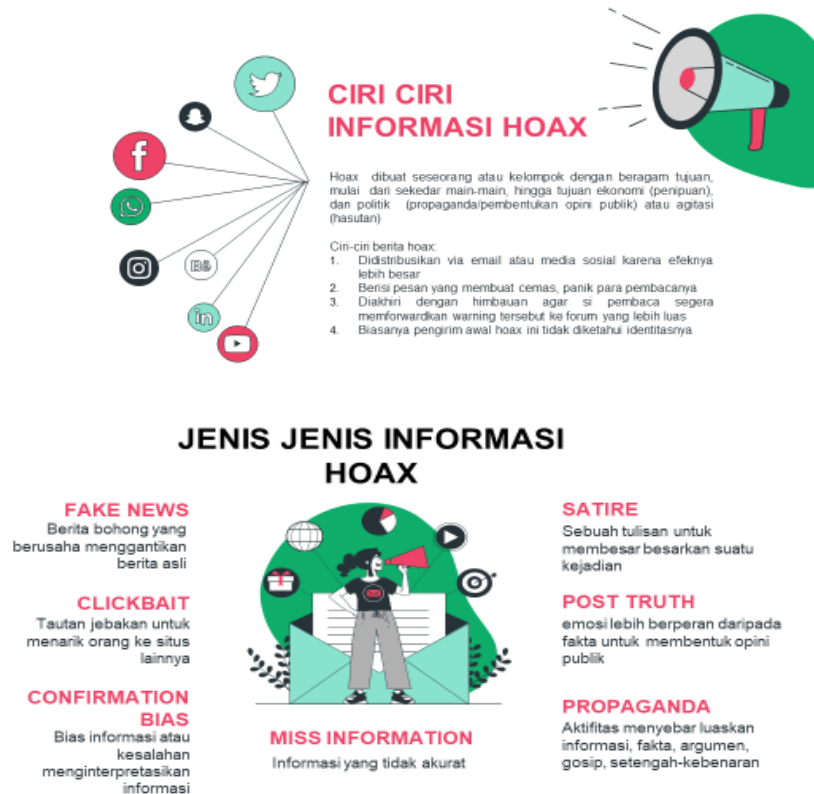 CIRI CIRI
INFORMASI HOAX
Hoax dibuat seseorang atau kelompok dengan beragam tujuan,
mulai dari sekedar main-main, hingga tujuan ekonomi (penipuan),
dan politik (propaganda/pembentukan opini publik) atau agitasi
(hasutan)
Ciri-ciri berita hoax:
1. Didistribusikan via email atau media sosial karena efeknya
lebih besar
2. Berisi pesan yang membuat cemas, panik para pembacanya
3. Diakhiri dengan himbauan agar si pembaca segera
memforwardkan warning tersebut ke forum yang lebih luas
4. Biasanya pengirim awal hoax ini tidak diketahui identitasnya
f
Bē
in
JENIS JENIS INFORMASI
HOAX
FAKE NEWS
Berita bohong yang
berusaha menggantikan
berita asli
CLICKBAIT
Tautan jebakan untuk
menarik orang ke situs
lainnya
CONFIRMATION
BIAS
Bias informasi atau
kesalahan
menginterpretasikan
informasi
MISS INFORMATION
Informasi yang tidak akurat
SATIRE
Sebuah tulisan untuk
membesar besarkan suatu
kejadian
POST TRUTH
emosi lebih berperan daripada
fakta untuk membentuk opini
publik
PROPAGANDA
Aktifitas menyebar luaskan
informasi, fakta, argumen,
gosip, setengah-kebenaran